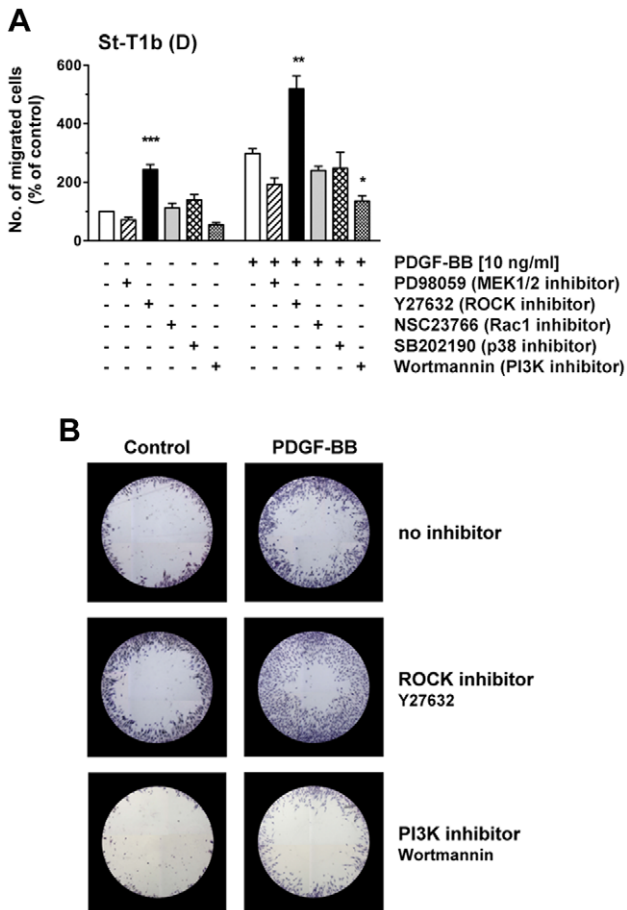 A
St-T1b (D)
No. of migrated cells
(% of control)
600
400
200
0
*** ** *
- - - - - - + + + + + + PDGF-BB [10 ng/ml]
- + - - - - - + - - - - PD98059 (MEK1/2 inhibitor)
- - + - - - - - + - - - Y27632 (ROCK inhibitor)
- - - + - - - - - + - - NSC23766 (Rac1 inhibitor)
- - - - + - - - - - + - SB202190 (p38 inhibitor)
- - - - - + - - - - - + Wortmannin (PI3K inhibitor)
B
Control PDGF-BB
no inhibitor
ROCK inhibitor
Y27632
PI3K inhibitor
Wortmannin